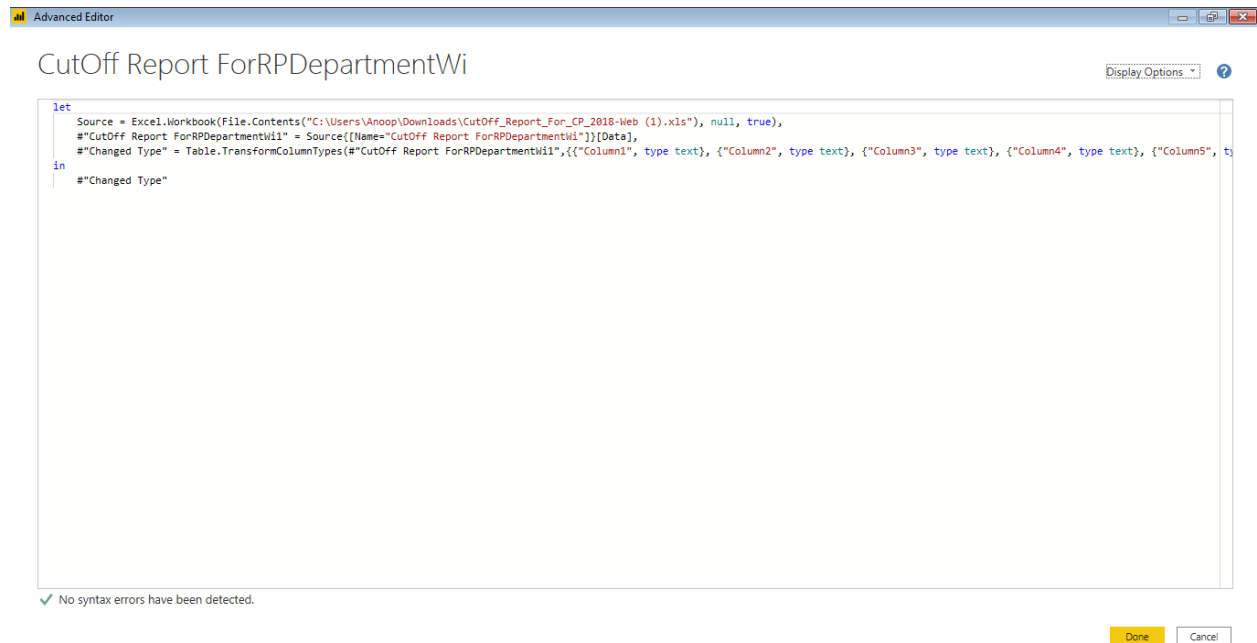 Advanced Editor
CutOff Report ForRPDepartmentWi
Display Options
?
let
Source = Excel.Workbook(File.Contents("C:\Users\Anoop\Downloads\CutOff_Report_For_CP_2018-Web (1).xls"), null, true),
#"CutOff Report ForRPDepartmentWi1" = Source{[Name="CutOff Report ForRPDepartmentWi"]}[Data],
#"Changed Type" = Table.TransformColumnTypes(#"CutOff Report ForRPDepartmentWi1",{{"Column1", type text}, {"Column2", type text}, {"Column3", type text}, {"Column4", type text}, {"Column5", ty
in
#"Changed Type"
No syntax errors have been detected.
Done
Cancel